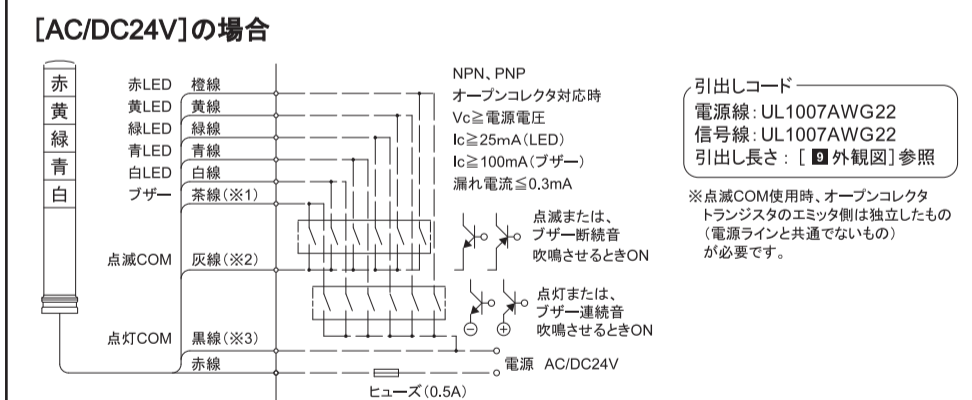 [AC/DC24V]の場合
赤
黄
緑
青
白
赤LED 橙線
黄LED 黄線
緑LED 緑線
青LED 青線
白LED 白線
ブザー 茶線(※1)
点滅COM 灰線(※2)
点灯COM 黒線(※3)
赤線
ヒューズ(0.5A)
NPN、PNP
オープンコレクタ対応時
Vc≧電源電圧
Ic≧25mA(LED)
Ic≧100mA(ブザー)
漏れ電流≦0.3mA
点滅または、
ブザー断続音
吹鳴させるときON
点灯または、
ブザー連続音
吹鳴させるときON
⊖ ⊕
電源 AC/DC24V
引出しコード
電源線:UL1007AWG22
信号線:UL1007AWG22
引出し長さ:[ 9 外観図]参照
※点滅COM使用時、オープンコレクタ
トランジスタのエミッタ側は独立したもの
(電源ラインと共通でないもの)
が必要です。